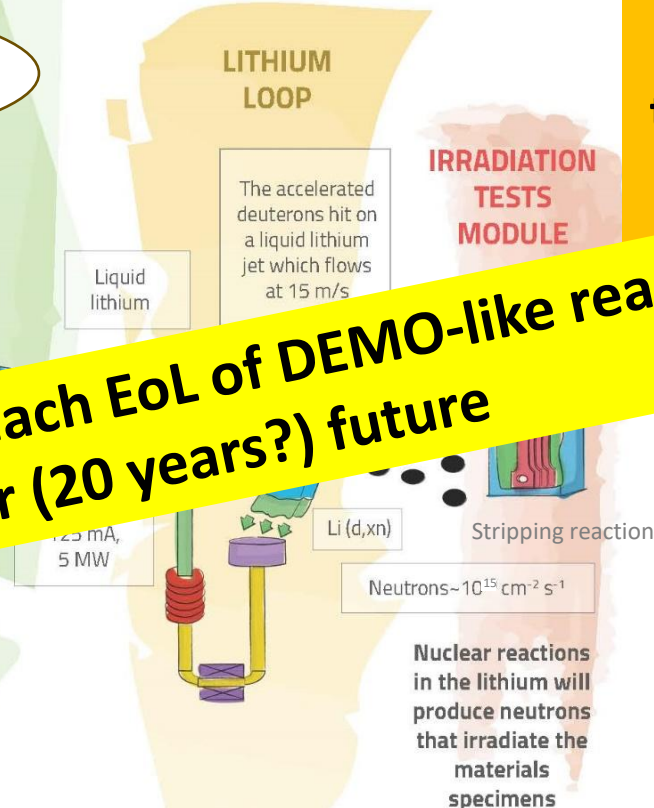 LITHIUM
LOOP
The accelerated
deuterons hit on
a liquid lithium
jet which flows
at 15 m/s
Liquid
lithium
IRRADIATION
TESTS
MODULE
each EoL of DEMO-like rea
r (20 years?) future
125 mA,
5 MW
Li (d,xn)
Stripping reaction
Neutrons~10¹⁵ cm⁻² s⁻¹
Nuclear reactions
in the lithium will
produce neutrons
that irradiate the
materials
specimens